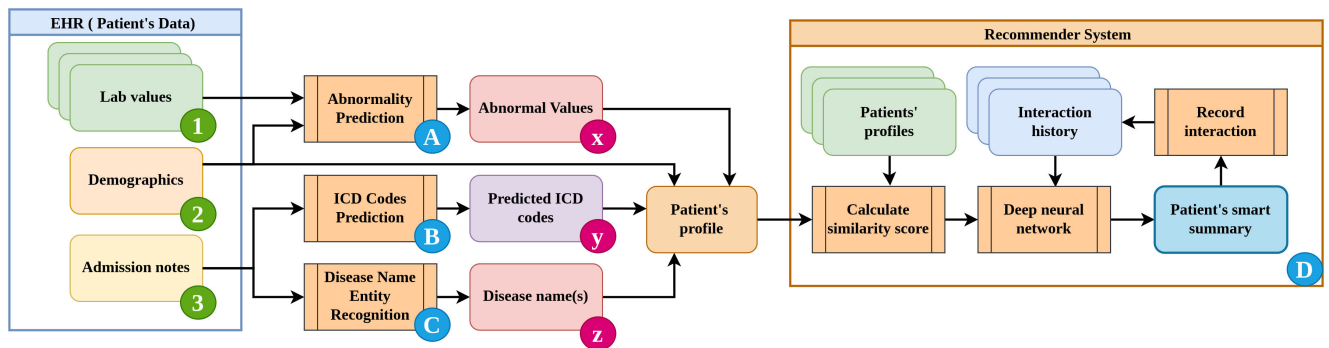 EHR ( Patient's Data)
Lab values
1
Demographics
2
Admission notes
3
Abnormality
Prediction
A
Abnormal Values
x
ICD Codes
Prediction
B
Predicted ICD
codes
y
Disease Name
Entity
Recognition
C
Disease name(s)
z
Patient's
profile
Recommender System
Patients'
profiles
Interaction
history
Record
interaction
Calculate
similarity score
Deep neural
network
Patient's smart
summary
D